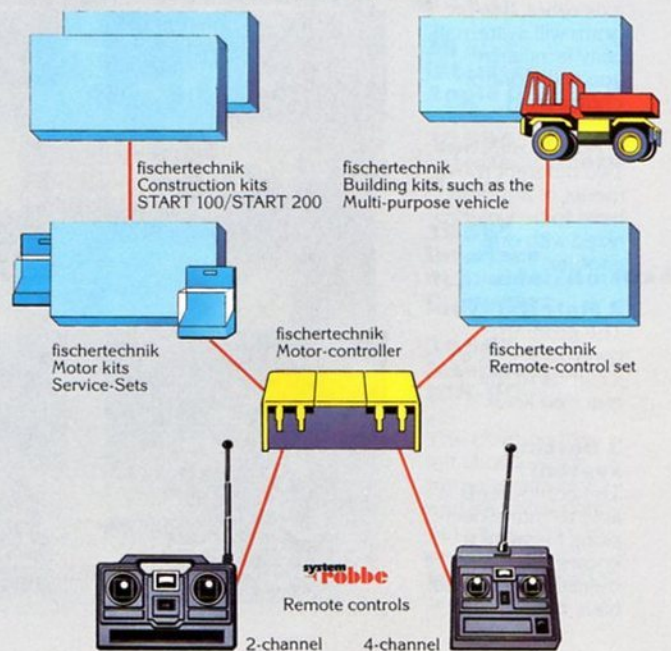 fischertechnik
Construction kits
START 100/START 200
fischertechnik
Building kits, such as the
Multi-purpose vehicle
fischertechnik
Motor kits
Service-Sets
fischertechnik
Motor-controller
fischertechnik
Remote-control set
system
robbe
Remote controls
2-channel
4-channel